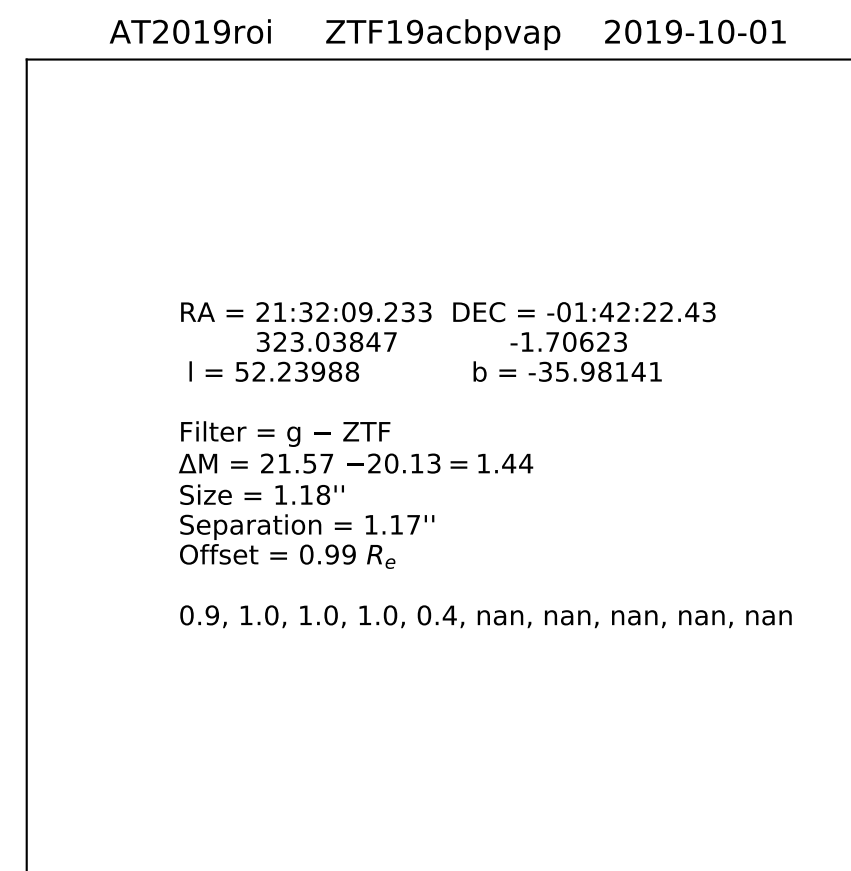 AT2019roi ZTF19acbpvap 2019-10-01
RA = 21:32:09.233 DEC = -01:42:22.43
323.03847 -1.70623
l = 52.23988 b = -35.98141
Filter = g − ZTF
ΔM = 21.57 −20.13 = 1.44
Size = 1.18''
Separation = 1.17''
Offset = 0.99 Re
0.9, 1.0, 1.0, 1.0, 0.4, nan, nan, nan, nan, nan